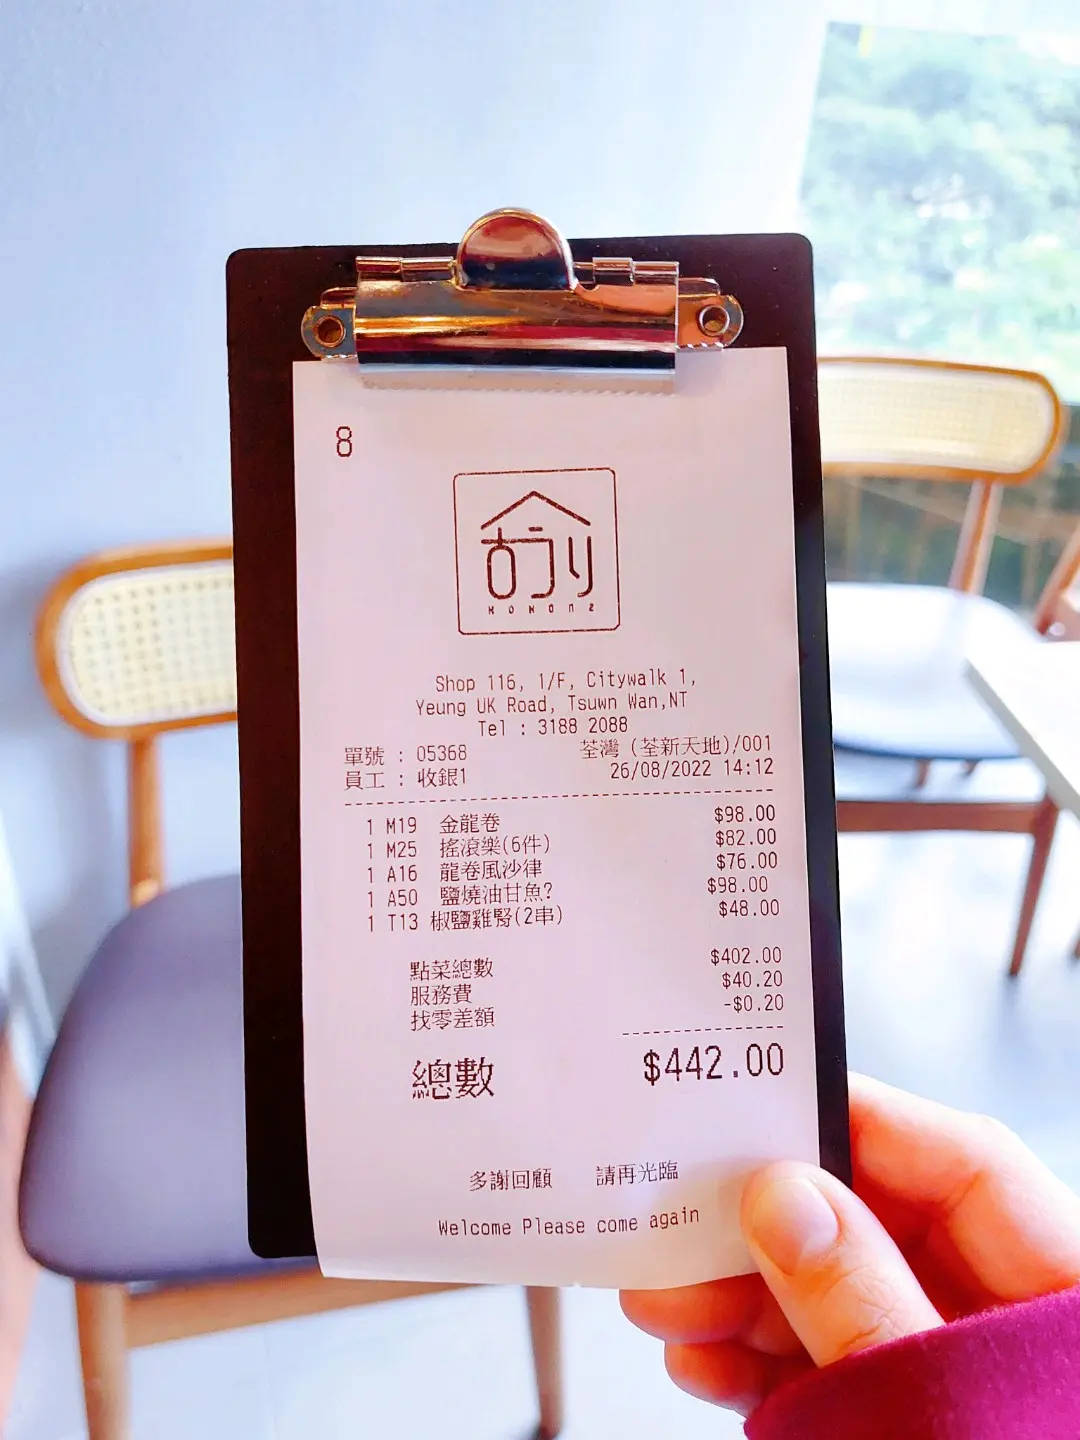 8
KONONZ
Shop 116, 1/F, Citywalk 1,
Yeung UK Road, Tsuwn Wan,NT
Tel : 3188 2088
單號 : 05368 荃灣 (荃新天地)/001
員工 : 收銀1 26/08/2022 14:12
1 M19 金龍卷 $98.00
1 M25 搖滾樂(6件) $82.00
1 A16 龍卷風沙律 $76.00
1 A50 鹽燒油甘魚? $98.00
1 T13 椒鹽雞腎(2串) $48.00
點菜總數 $402.00
服務費 $40.20
找零差額 -$0.20
總數 $442.00
多謝回顧 請再光臨
Welcome Please come again